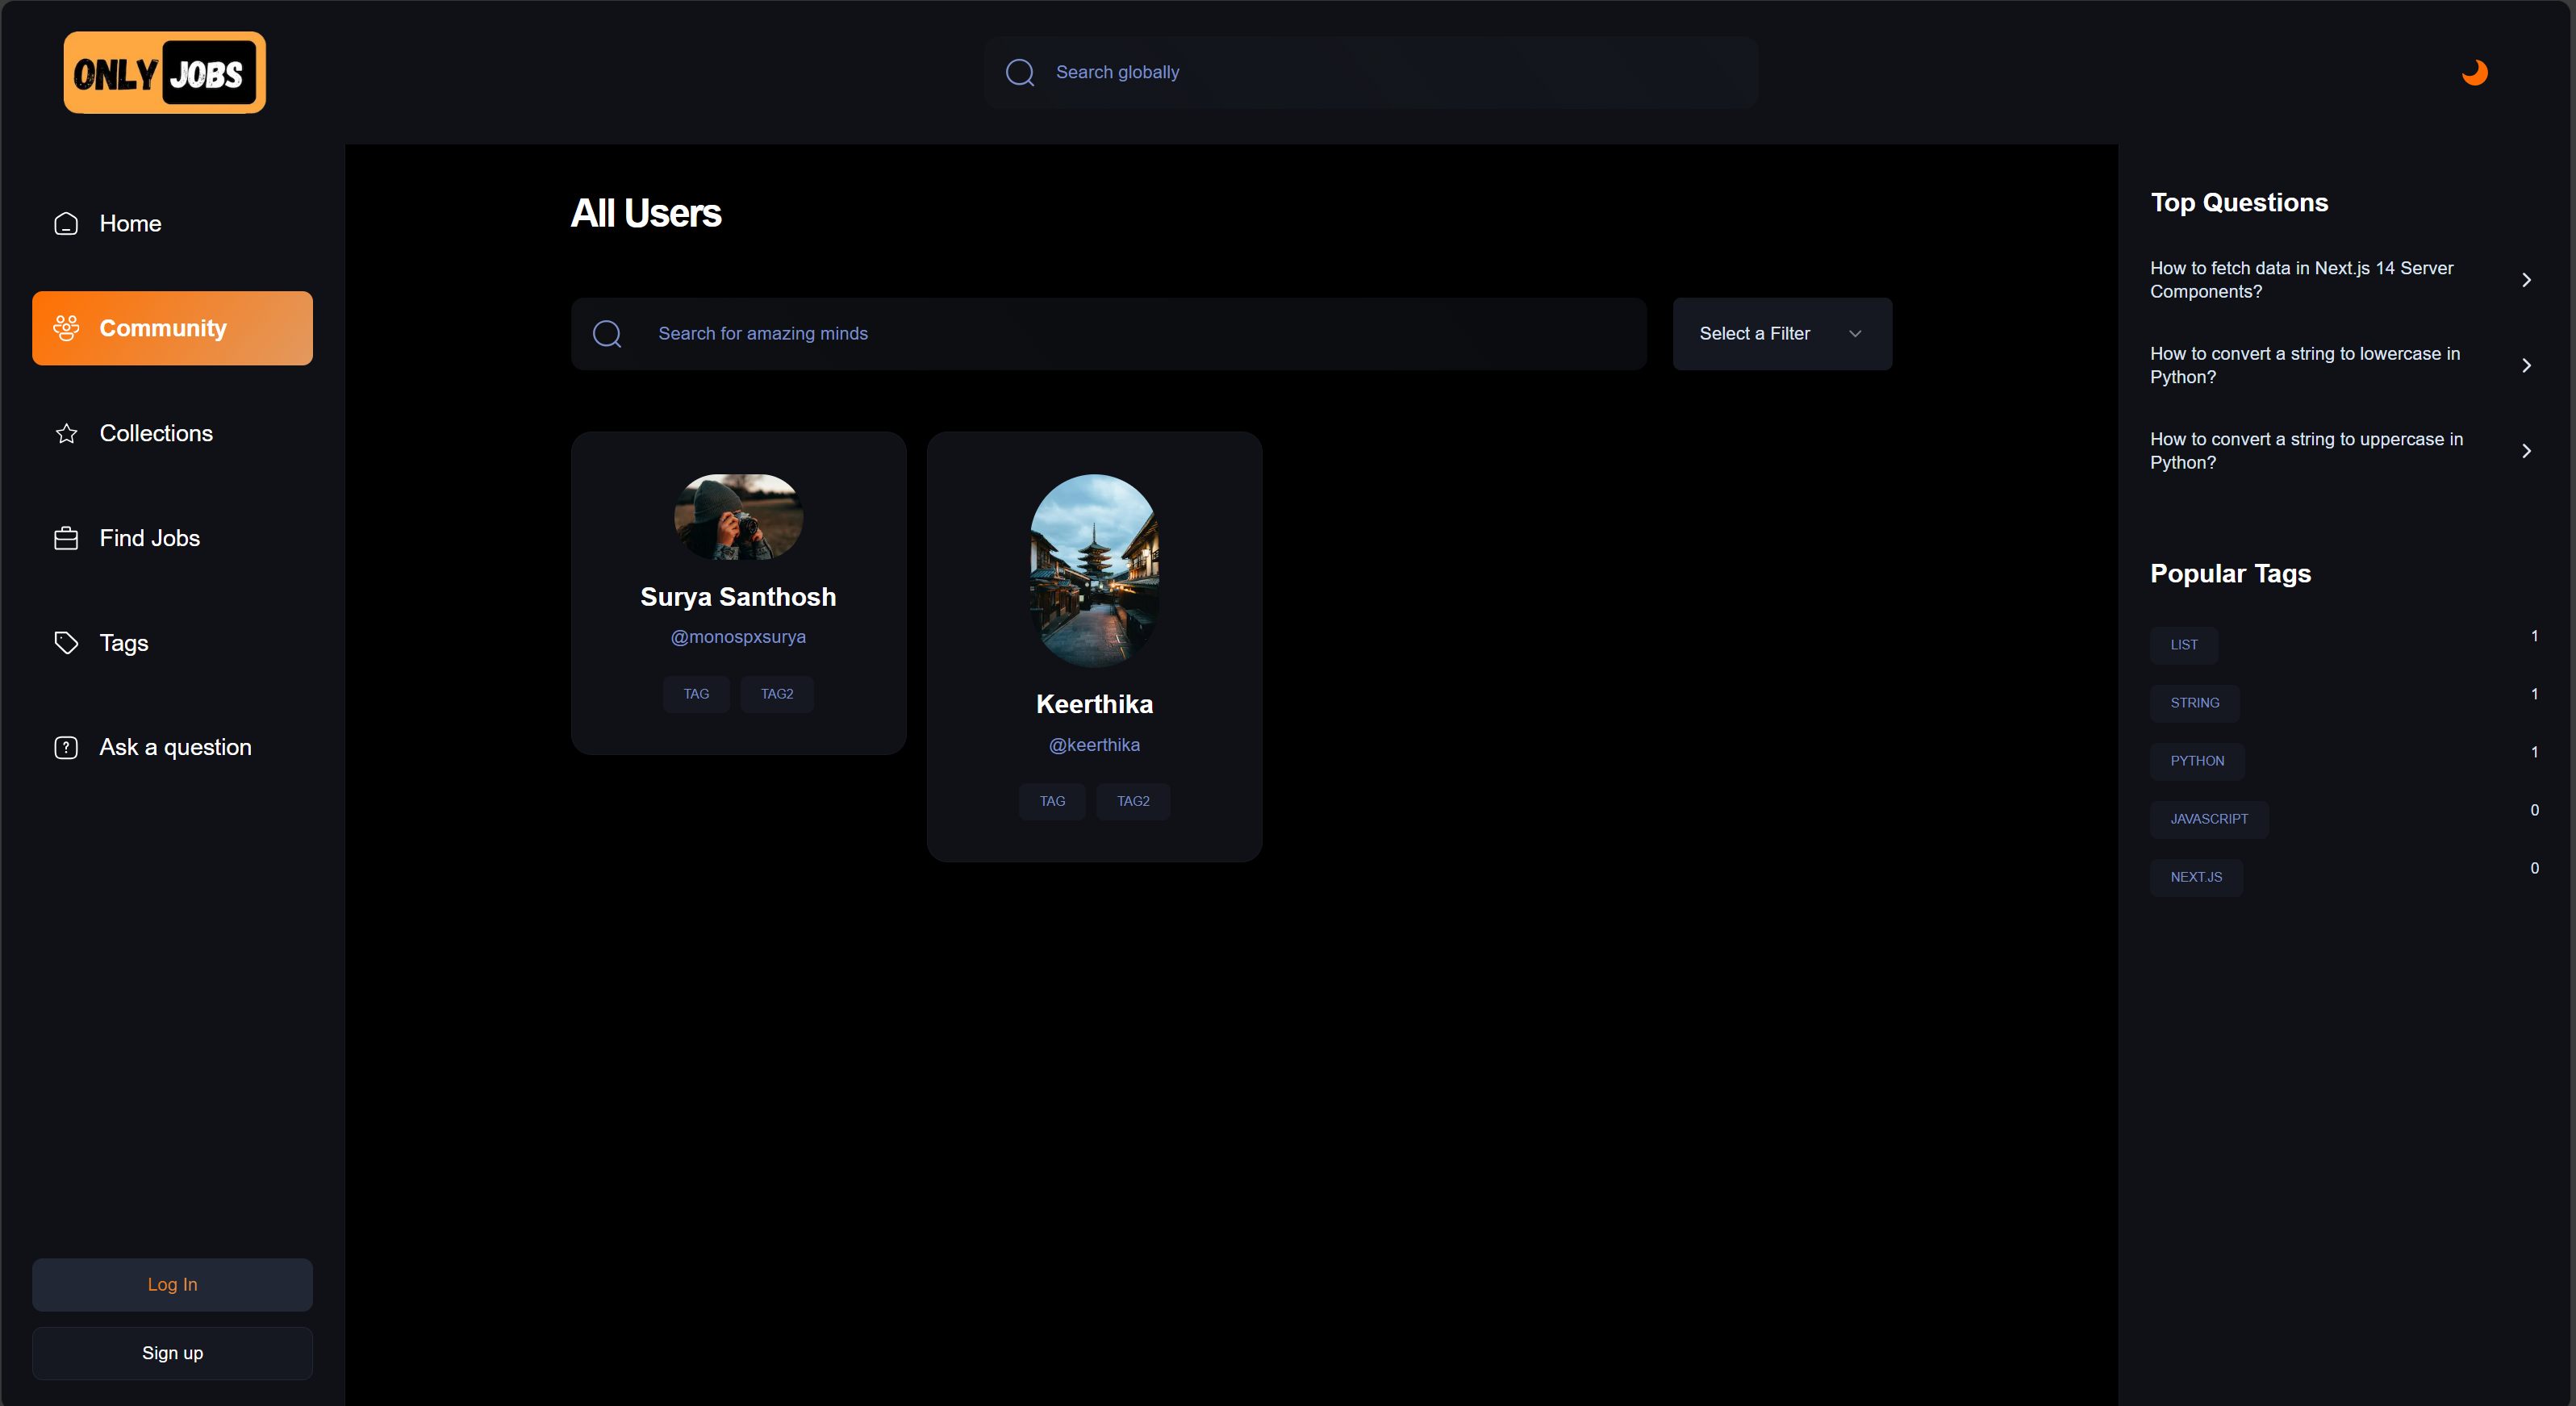 ONLY JOBS
Search globally
Home
Community
Collections
Find Jobs
Tags
Ask a question
Log In
Sign up
All Users
Search for amazing minds
Select a Filter
Surya Santhosh
@monospxsurya
TAG TAG2
Keerthika
@keerthika
TAG TAG2
Top Questions
How to fetch data in Next.js 14 Server
Components?
How to convert a string to lowercase in
Python?
How to convert a string to uppercase in
Python?
Popular Tags
LIST 1
STRING 1
PYTHON 1
JAVASCRIPT 0
NEXT.JS 0